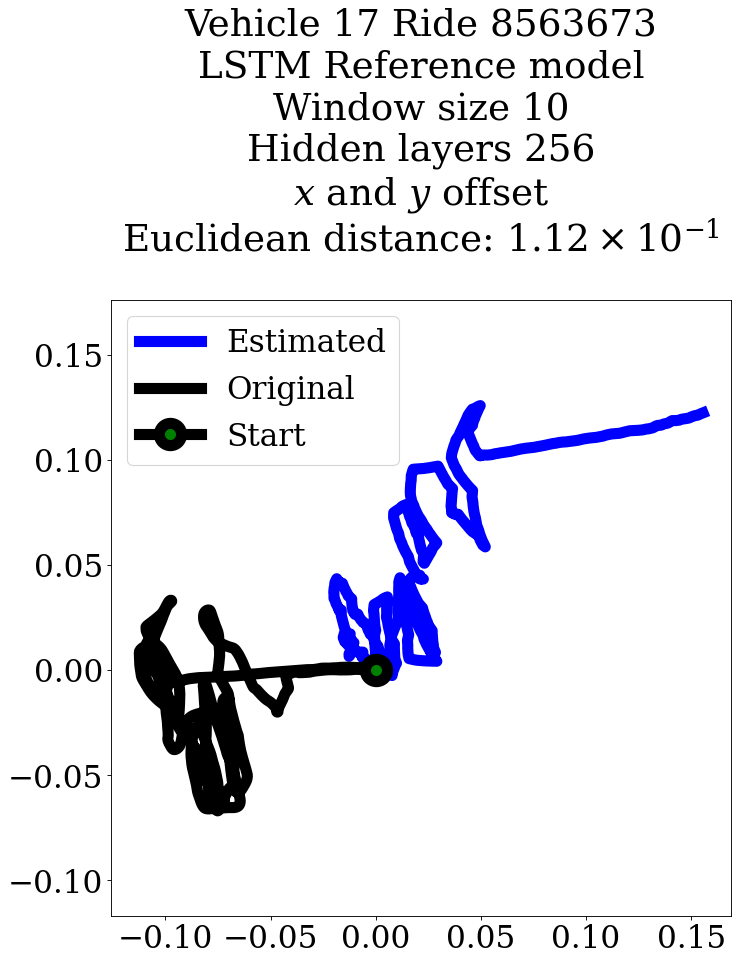 Vehicle 17 Ride 8563673
LSTM Reference model
Window size 10
Hidden layers 256
x and y offset
Euclidean distance: 1.12 × 10⁻¹
Estimated
Original
Start
0.15
0.10
0.05
0.00
−0.05
−0.10
−0.10 −0.05 0.00 0.05 0.10 0.15